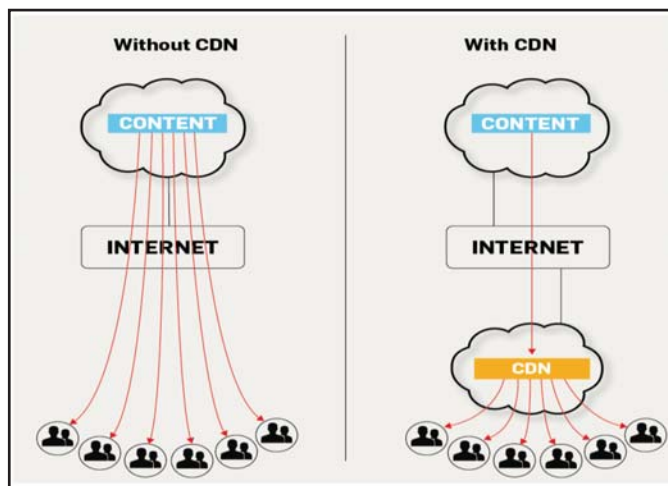 Without CDN
CONTENT
INTERNET
With CDN
CONTENT
INTERNET
CDN